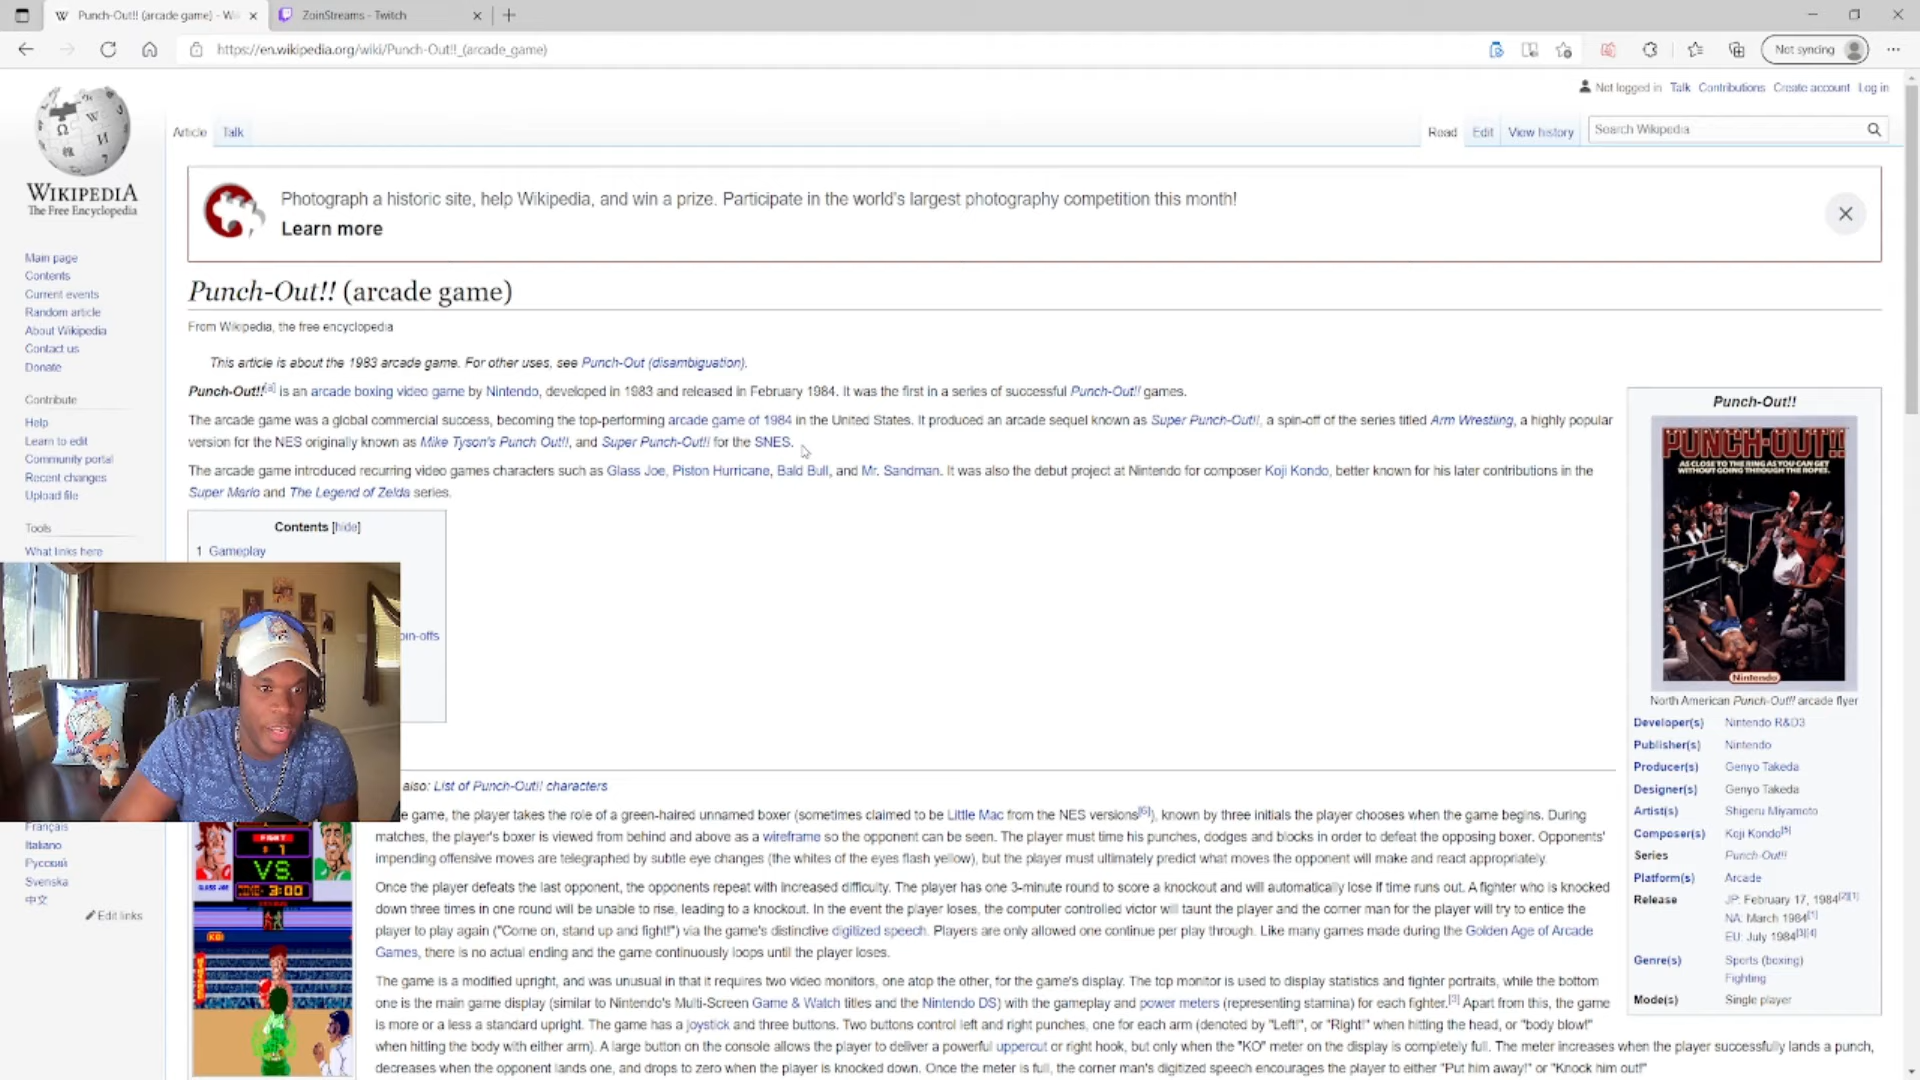 Punch-Out!! (arcade game) - Wi
ZoinStreams - Twitch
https://en.wikipedia.org/wiki/Punch-Out!!_(arcade_game)
Not syncing
Not logged in Talk Contributions Create account Log in
Article Talk
Read Edit View history
Search Wikipedia
WIKIPEDIA
The Free Encyclopedia
Photograph a historic site, help Wikipedia, and win a prize. Participate in the world's largest photography competition this month!
Learn more
Main page
Contents
Current events
Random article
About Wikipedia
Contact us
Donate
Contribute
Help
Learn to edit
Community portal
Recent changes
Upload file
Tools
What links here
Français
Italiano
Русский
Svenska
中文
Edit links
Punch-Out!! (arcade game)
From Wikipedia, the free encyclopedia
This article is about the 1983 arcade game. For other uses, see Punch-Out (disambiguation).
Punch-Out!![a] is an arcade boxing video game by Nintendo, developed in 1983 and released in February 1984. It was the first in a series of successful Punch-Out!! games.
The arcade game was a global commercial success, becoming the top-performing arcade game of 1984 in the United States. It produced an arcade sequel known as Super Punch-Out!!, a spin-off of the series titled Arm Wrestling, a highly popular
version for the NES originally known as Mike Tyson's Punch Out!!, and Super Punch-Out!! for the SNES.
The arcade game introduced recurring video games characters such as Glass Joe, Piston Hurricane, Bald Bull, and Mr. Sandman. It was also the debut project at Nintendo for composer Koji Kondo, better known for his later contributions in the
Super Mario and The Legend of Zelda series.
Contents [hide]
1 Gameplay
pin-offs
also: List of Punch-Out!! characters
e game, the player takes the role of a green-haired unnamed boxer (sometimes claimed to be Little Mac from the NES versions[6]), known by three initials the player chooses when the game begins. During
matches, the player's boxer is viewed from behind and above as a wireframe so the opponent can be seen. The player must time his punches, dodges and blocks in order to defeat the opposing boxer. Opponents'
impending offensive moves are telegraphed by subtle eye changes (the whites of the eyes flash yellow), but the player must ultimately predict what moves the opponent will make and react appropriately.
Once the player defeats the last opponent, the opponents repeat with increased difficulty. The player has one 3-minute round to score a knockout and will automatically lose if time runs out. A fighter who is knocked
down three times in one round will be unable to rise, leading to a knockout. In the event the player loses, the computer controlled victor will taunt the player and the corner man for the player will try to entice the
player to play again ("Come on, stand up and fight!") via the game's distinctive digitized speech. Players are only allowed one continue per play through. Like many games made during the Golden Age of Arcade
Games, there is no actual ending and the game continuously loops until the player loses.
The game is a modified upright, and was unusual in that it requires two video monitors, one atop the other, for the game's display. The top monitor is used to display statistics and fighter portraits, while the bottom
one is the main game display (similar to Nintendo's Multi-Screen Game & Watch titles and the Nintendo DS) with the gameplay and power meters (representing stamina) for each fighter.[3] Apart from this, the game
is more or a less a standard upright. The game has a joystick and three buttons. Two buttons control left and right punches, one for each arm (denoted by "Left!", or "Right!" when hitting the head, or "body blow!"
when hitting the body with either arm). A large button on the console allows the player to deliver a powerful uppercut or right hook, but only when the "KO" meter on the display is completely full. The meter increases when the player successfully lands a punch,
decreases when the opponent lands one, and drops to zero when the player is knocked down. Once the meter is full, the corner man's digitized speech encourages the player to either "Put him away!" or "Knock him out!"
FIGHT
1
VS.
GLASS JOE
3:00
KO
Punch-Out!!
PUNCH-OUT!!
AS CLOSE TO THE RING AS YOU CAN GET
WITHOUT GOING THROUGH THE ROPES.
Nintendo
North American Punch-Out!! arcade flyer
Developer(s) Nintendo R&D3
Publisher(s) Nintendo
Producer(s) Genyo Takeda
Designer(s) Genyo Takeda
Artist(s) Shigeru Miyamoto
Composer(s) Koji Kondo[5]
Series Punch-Out!!
Platform(s) Arcade
Release JP: February 17, 1984[2][1]
NA: March 1984[1]
EU: July 1984[3][4]
Genre(s) Sports (boxing)
Fighting
Mode(s) Single player